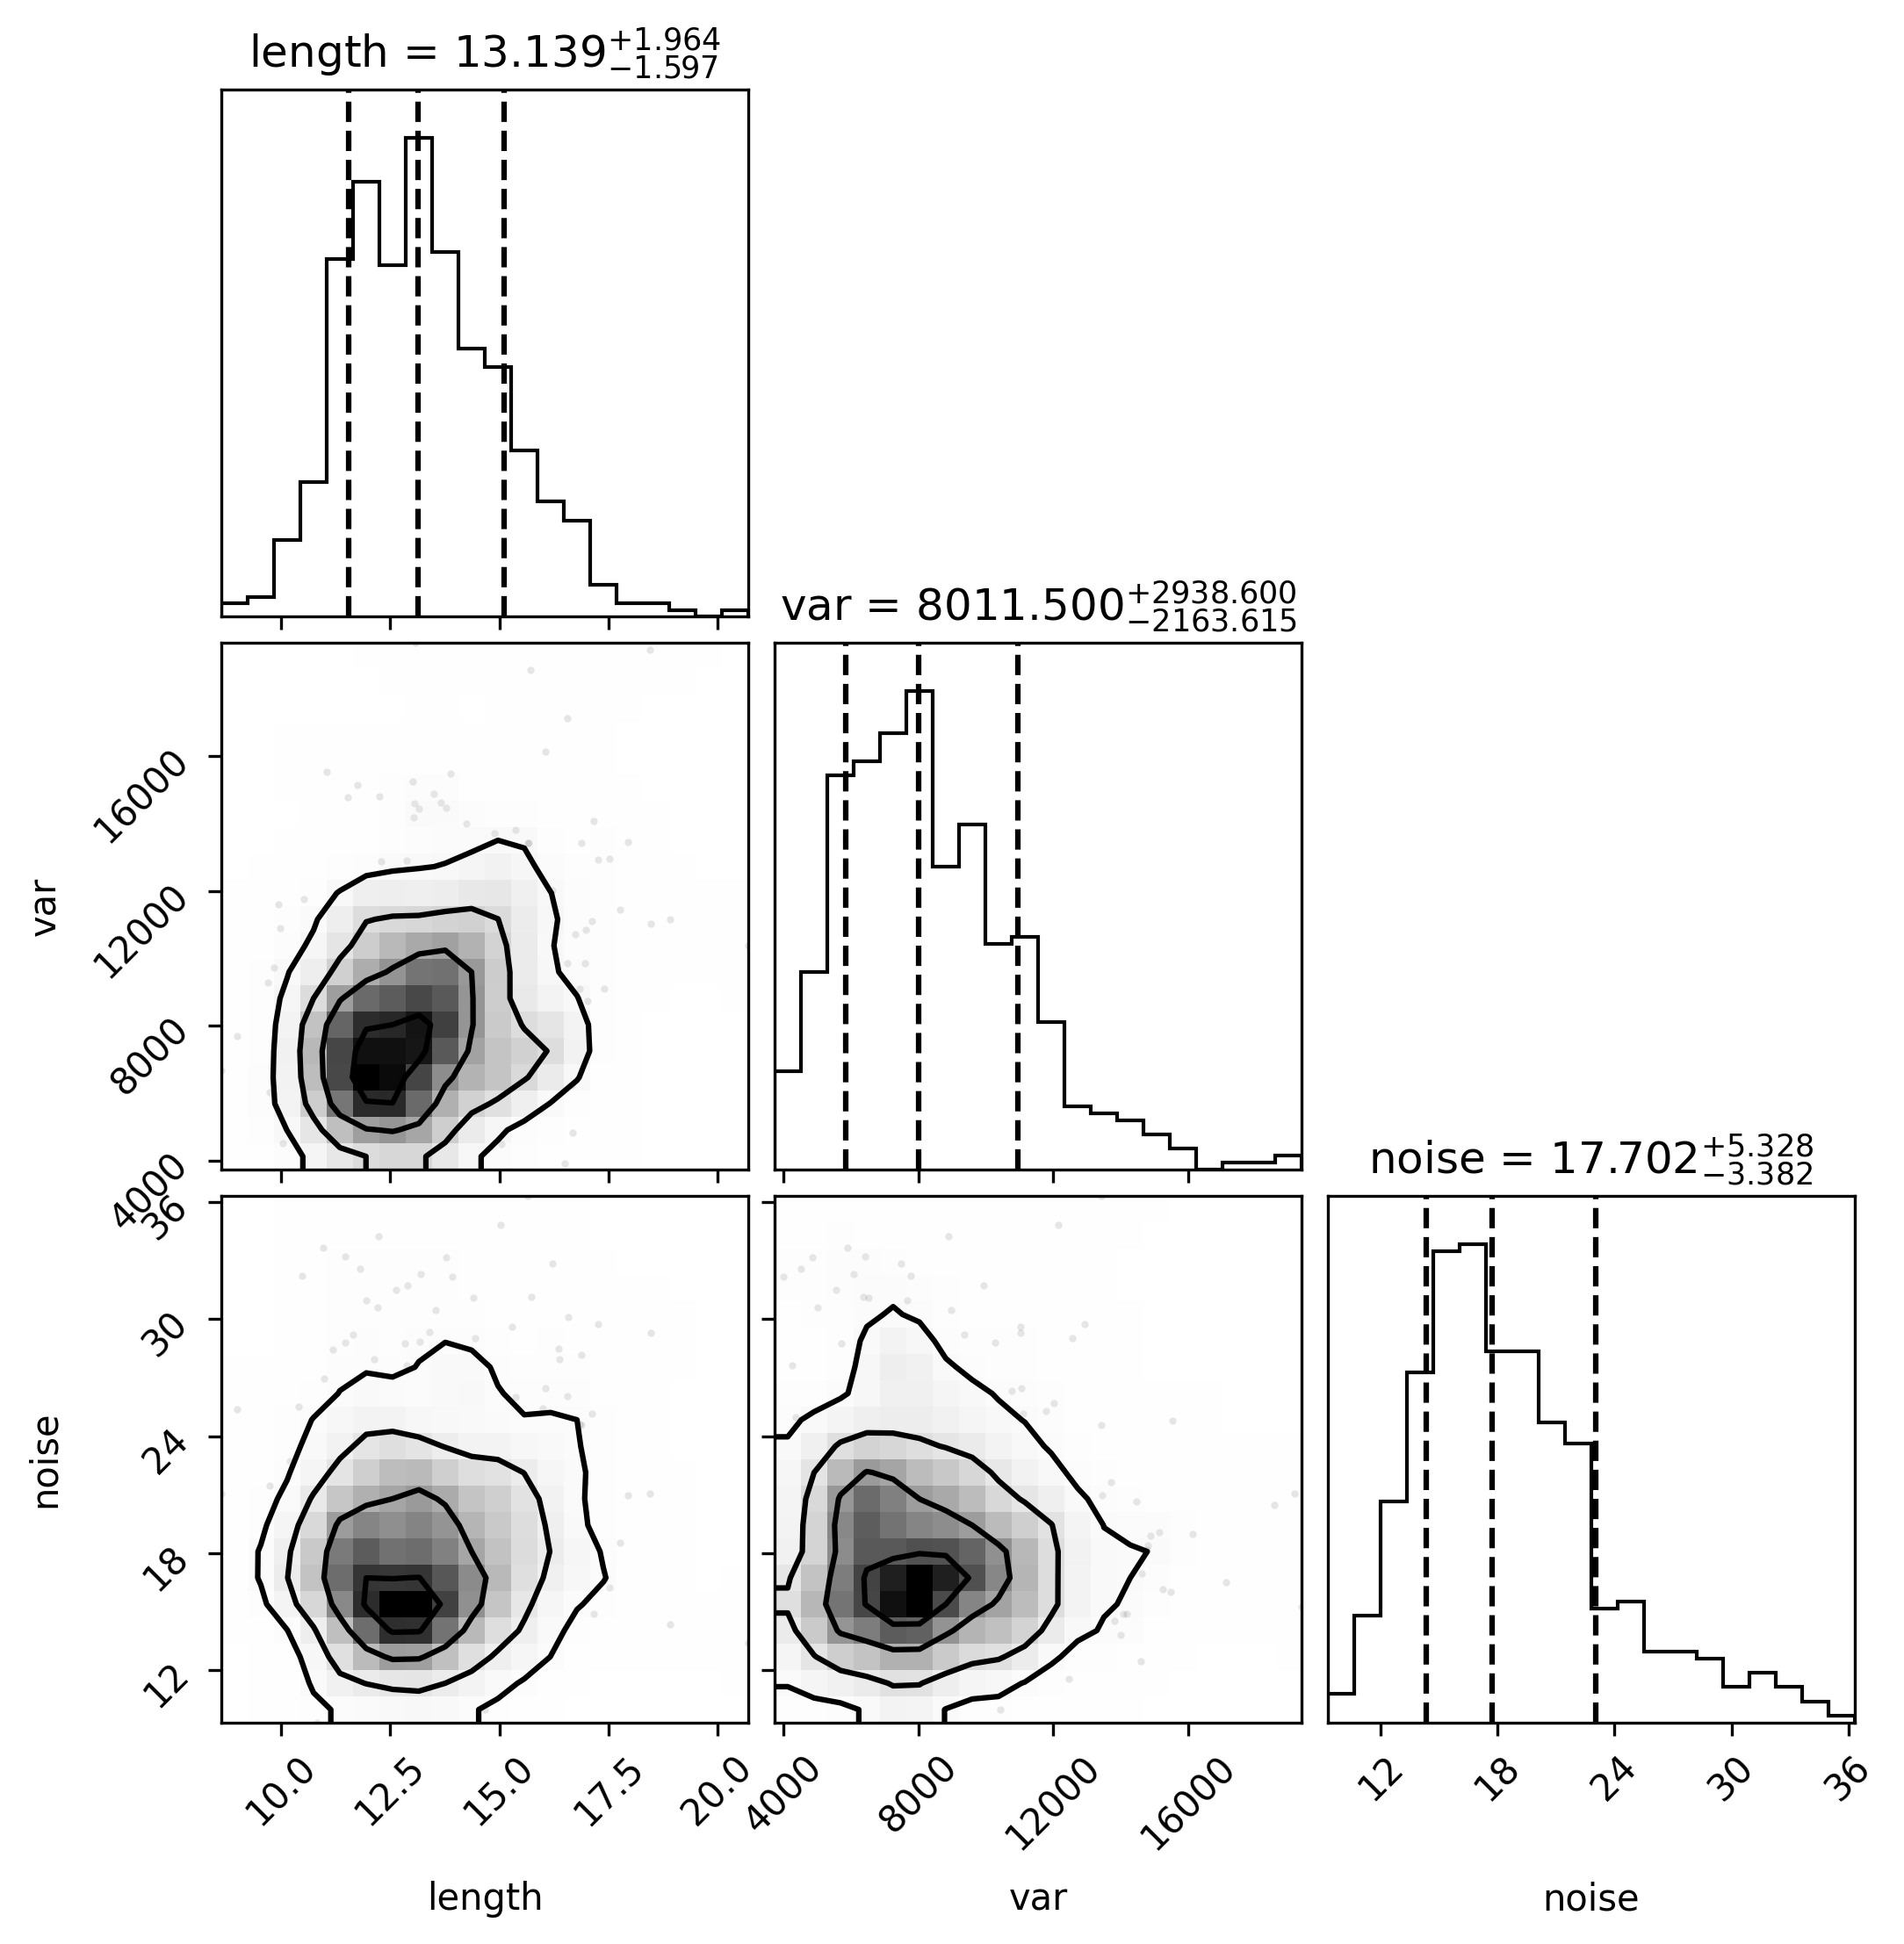 length = 13.139+1.964−1.597
var = 8011.500+2938.600−2163.615
16000
12000
8000
4000
var
noise = 17.702+5.328−3.382
36
30
24
18
12
noise
10.0 12.5 15.0 17.5 20.0 4000 8000 12000 16000 12 18 24 30 36
length var noise